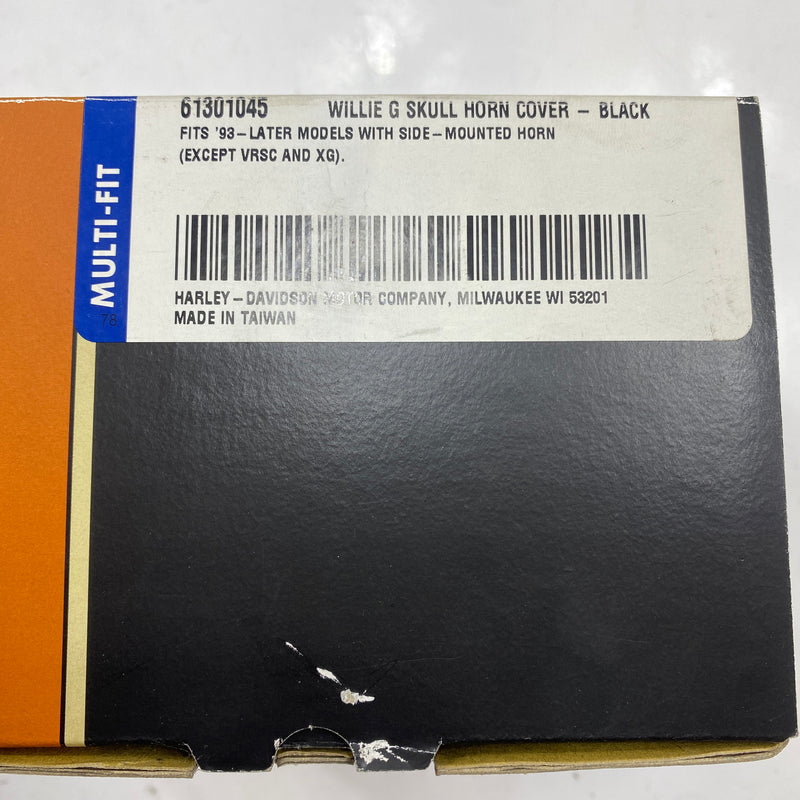 61301045 WILLIE G SKULL HORN COVER - BLACK
FITS '93-LATER MODELS WITH SIDE-MOUNTED HORN
(EXCEPT VRSC AND XG).
MULTI-FIT
78
HARLEY-DAVIDSON MOTOR COMPANY, MILWAUKEE WI 53201
MADE IN TAIWAN